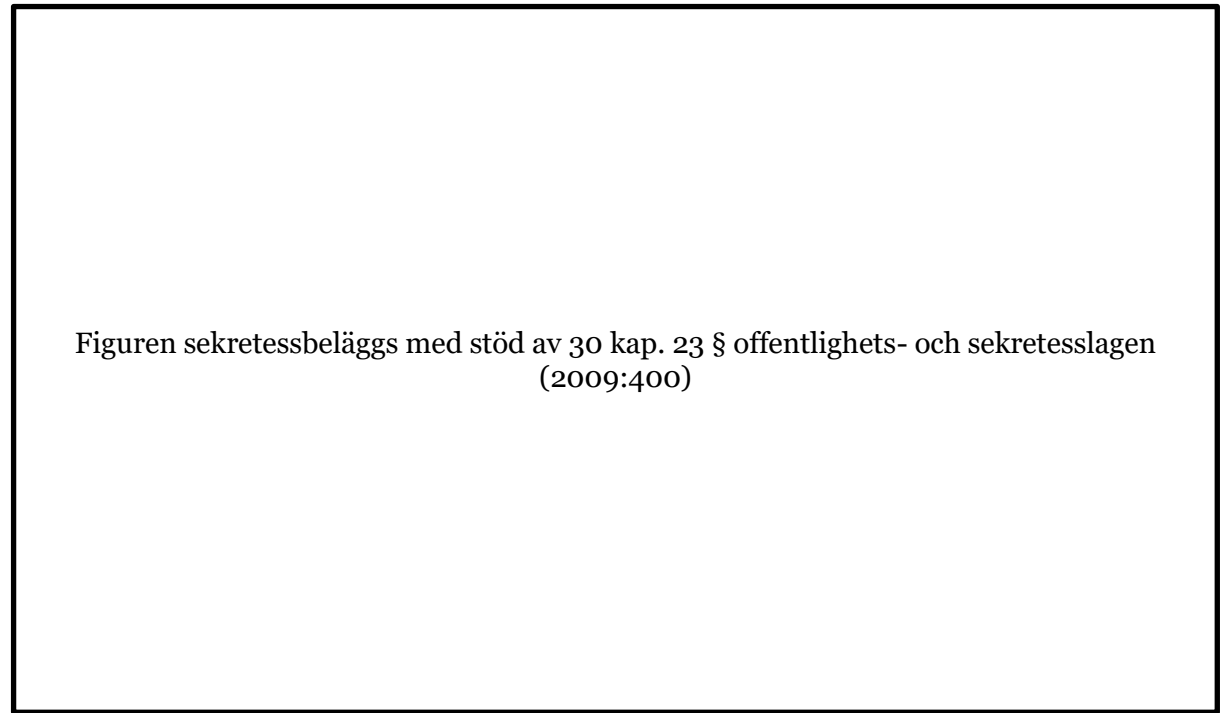 Figuren sekretessbeläggs med stöd av 30 kap. 23 § offentlighets- och sekretesslagen
(2009:400)